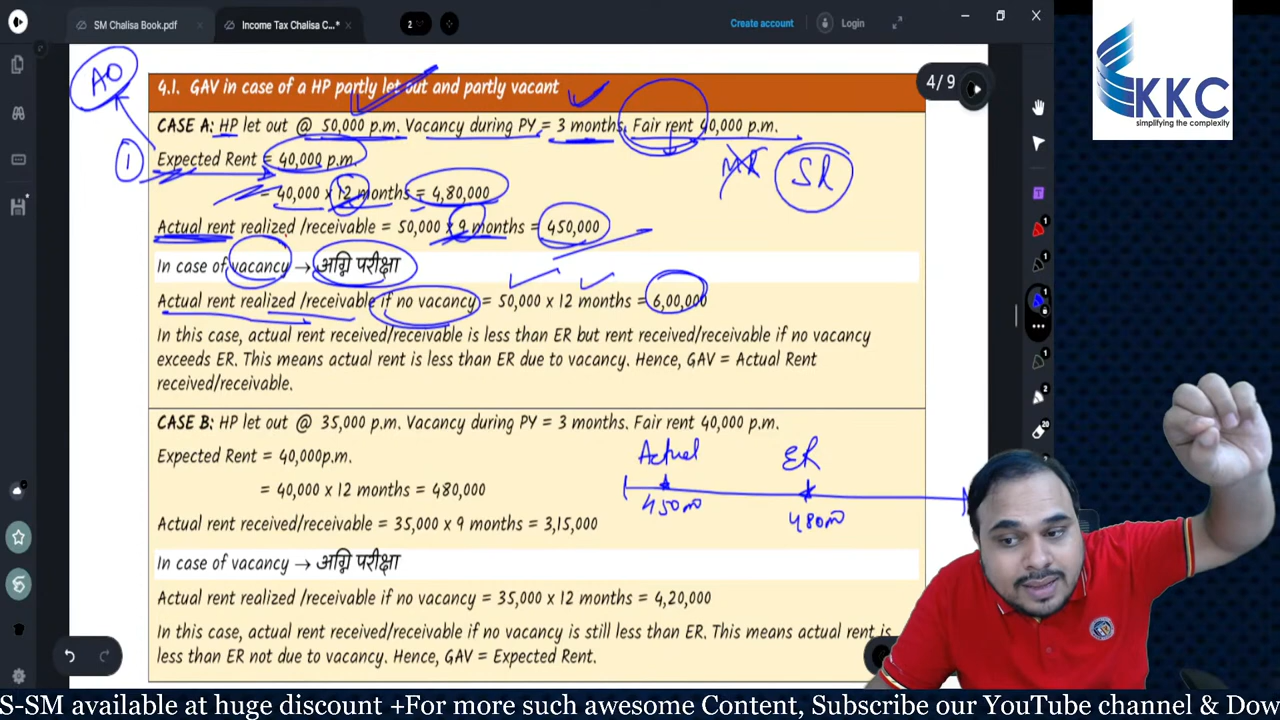 SM Chalisa Book.pdf
Income Tax Chalisa C...*
2
Create account
Login
KKC
simplifying the complexity
4/9
AO
4.1. GAV in case of a HP partly let out and partly vacant
CASE A: HP let out @ 50,000 p.m. Vacancy during PY = 3 months. Fair rent 40,000 p.m.
1
Expected Rent = 40,000 p.m.
MR
SR
= 40,000 x 12 months = 4,80,000
Actual rent realized/receivable = 50,000 x 9 months = 450,000
In case of vacancy → अग्नि परीक्षा
Actual rent realized /receivable if no vacancy = 50,000 x 12 months = 6,00,000
In this case, actual rent received/receivable is less than ER but rent received/receivable if no vacancy
exceeds ER. This means actual rent is less than ER due to vacancy. Hence, GAV = Actual Rent
received/receivable.
CASE B: HP let out @ 35,000 p.m. Vacancy during PY = 3 months. Fair rent 40,000 p.m.
Actual ER
Expected Rent = 40,000p.m.
= 40,000 x 12 months = 480,000
Actual rent received/receivable = 35,000 x 9 months = 3,15,000
In case of vacancy → अग्नि परीक्षा
Actual rent realized /receivable if no vacancy = 35,000 x 12 months = 4,20,000
In this case, actual rent received/receivable if no vacancy is still less than ER. This means actual rent is
less than ER not due to vacancy. Hence, GAV = Expected Rent.
S-SM available at huge discount +For more such awesome Content, Subscribe our YouTube channel & Dow